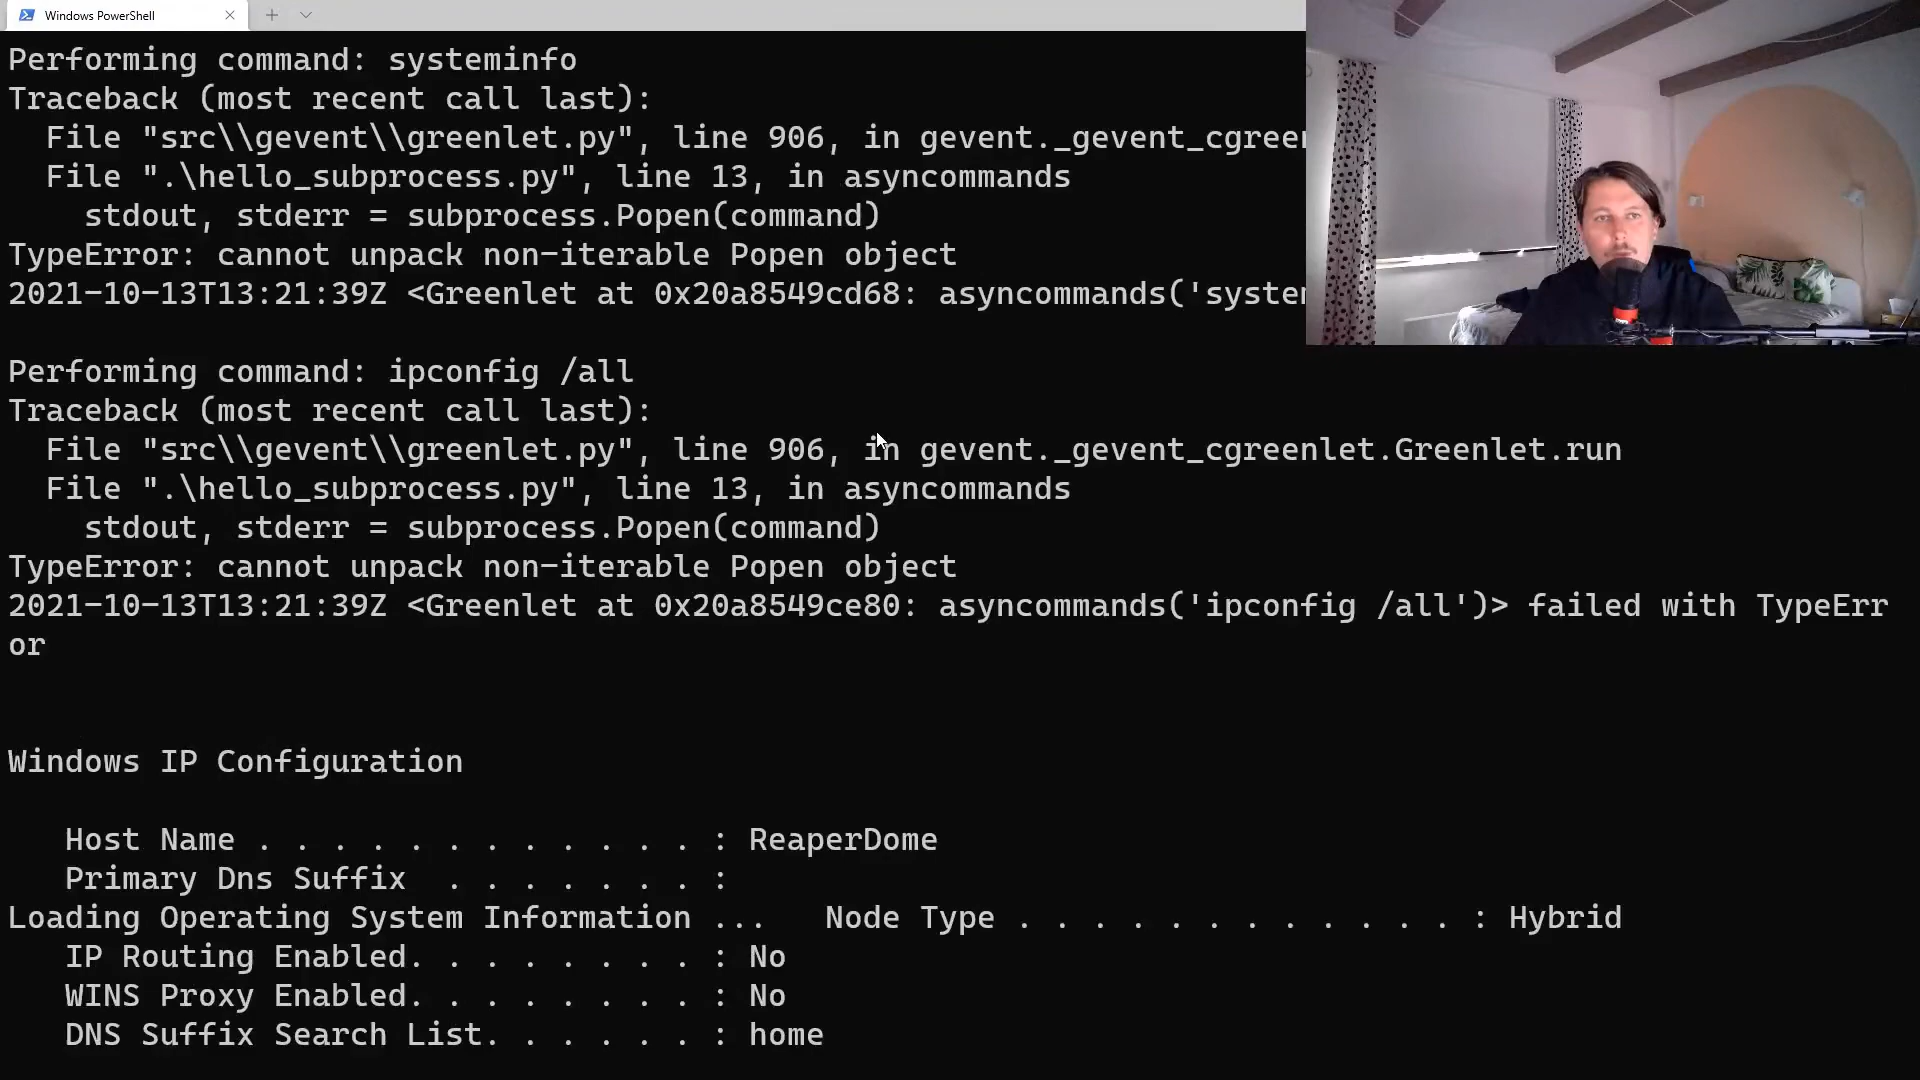 Windows PowerShell
Performing command: systeminfo
Traceback (most recent call last):
  File "src\\gevent\\greenlet.py", line 906, in gevent._gevent_cgreen
  File ".\hello_subprocess.py", line 13, in asyncommands
    stdout, stderr = subprocess.Popen(command)
TypeError: cannot unpack non-iterable Popen object
2021-10-13T13:21:39Z <Greenlet at 0x20a8549cd68: asyncommands('system
Performing command: ipconfig /all
Traceback (most recent call last):
  File "src\\gevent\\greenlet.py", line 906, in gevent._gevent_cgreenlet.Greenlet.run
  File ".\hello_subprocess.py", line 13, in asyncommands
    stdout, stderr = subprocess.Popen(command)
TypeError: cannot unpack non-iterable Popen object
2021-10-13T13:21:39Z <Greenlet at 0x20a8549ce80: asyncommands('ipconfig /all')> failed with TypeErr
or
Windows IP Configuration
   Host Name . . . . . . . . . . . . : ReaperDome
   Primary Dns Suffix  . . . . . . . :
Loading Operating System Information ...   Node Type . . . . . . . . . . . . : Hybrid
   IP Routing Enabled. . . . . . . . : No
   WINS Proxy Enabled. . . . . . . . : No
   DNS Suffix Search List. . . . . . : home